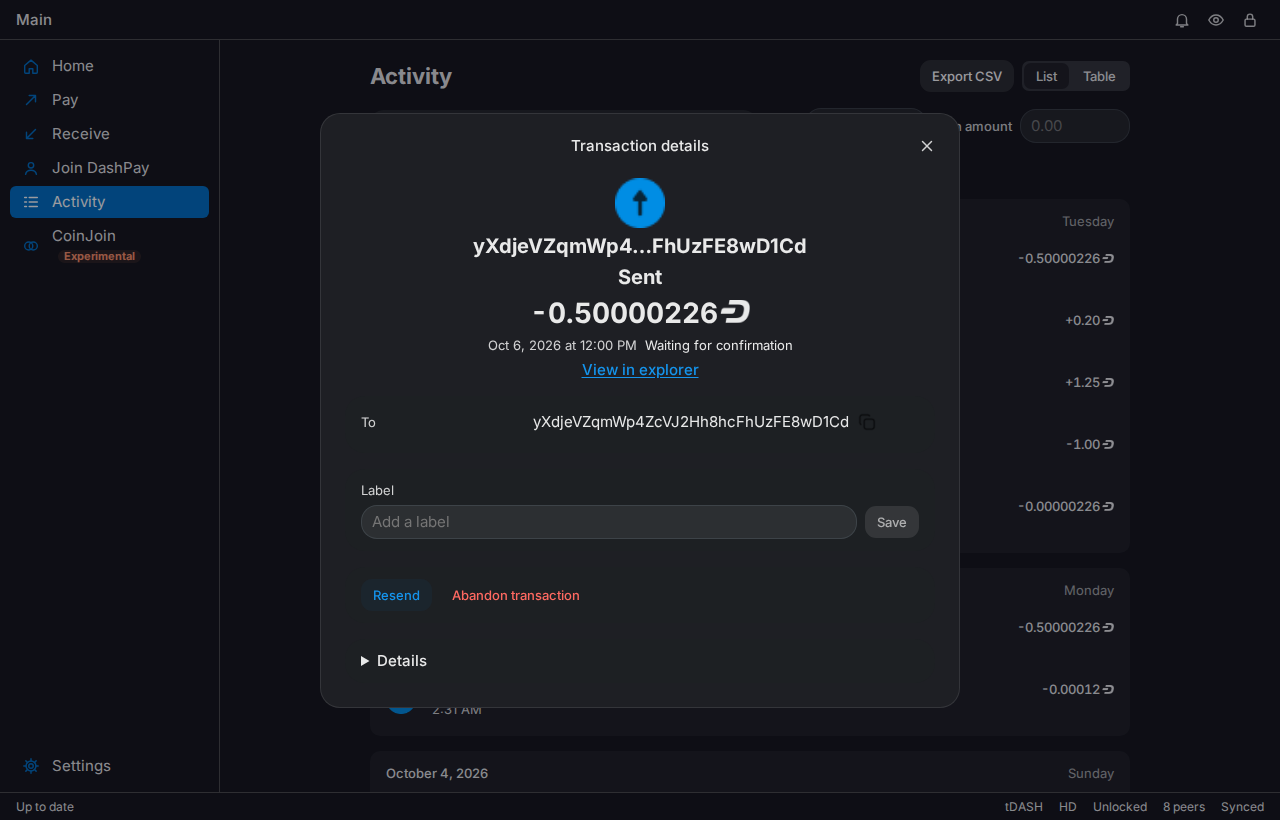 Main
Home
Pay
Receive
Join DashPay
Activity
CoinJoin
Experimental
Settings
Activity
Export CSV
List
Table
amount
0.00
Tuesday
-0.50000226
+0.20
+1.25
-1.00
-0.00000226
Monday
-0.50000226
-0.00012
2:31 AM
October 4, 2026
Sunday
Transaction details
yXdjeVZqmWp4...FhUzFE8wD1Cd
Sent
-0.50000226
Oct 6, 2026 at 12:00 PM Waiting for confirmation
View in explorer
To
yXdjeVZqmWp4ZcVJ2Hh8hcFhUzFE8wD1Cd
Label
Add a label
Save
Resend
Abandon transaction
Details
Up to date
tDASH
HD
Unlocked
8 peers
Synced